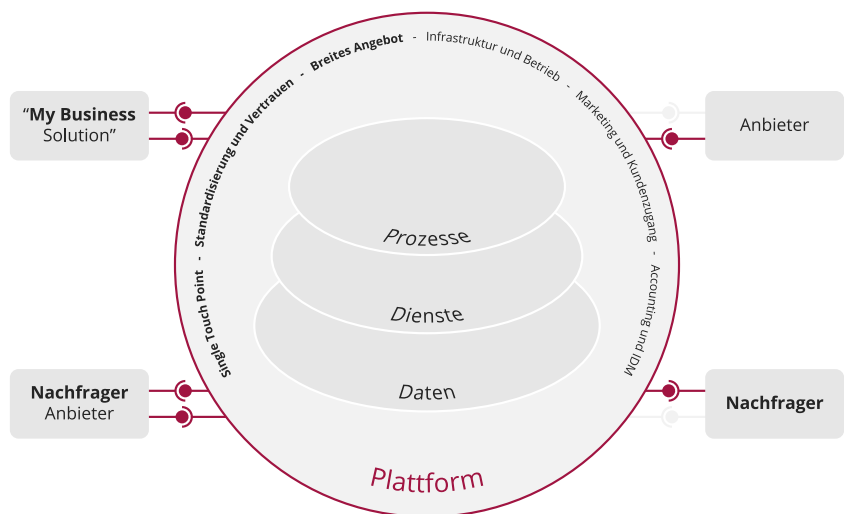 Single Touch Point - Standardisierung und Vertrauen - Breites Angebot - Infrastruktur und Betrieb - Marketing und Kundenzugang - Accounting und IDM
“My Business
Solution”
Anbieter
Prozesse
Dienste
Daten
Nachfrager
Anbieter
Nachfrager
Plattform